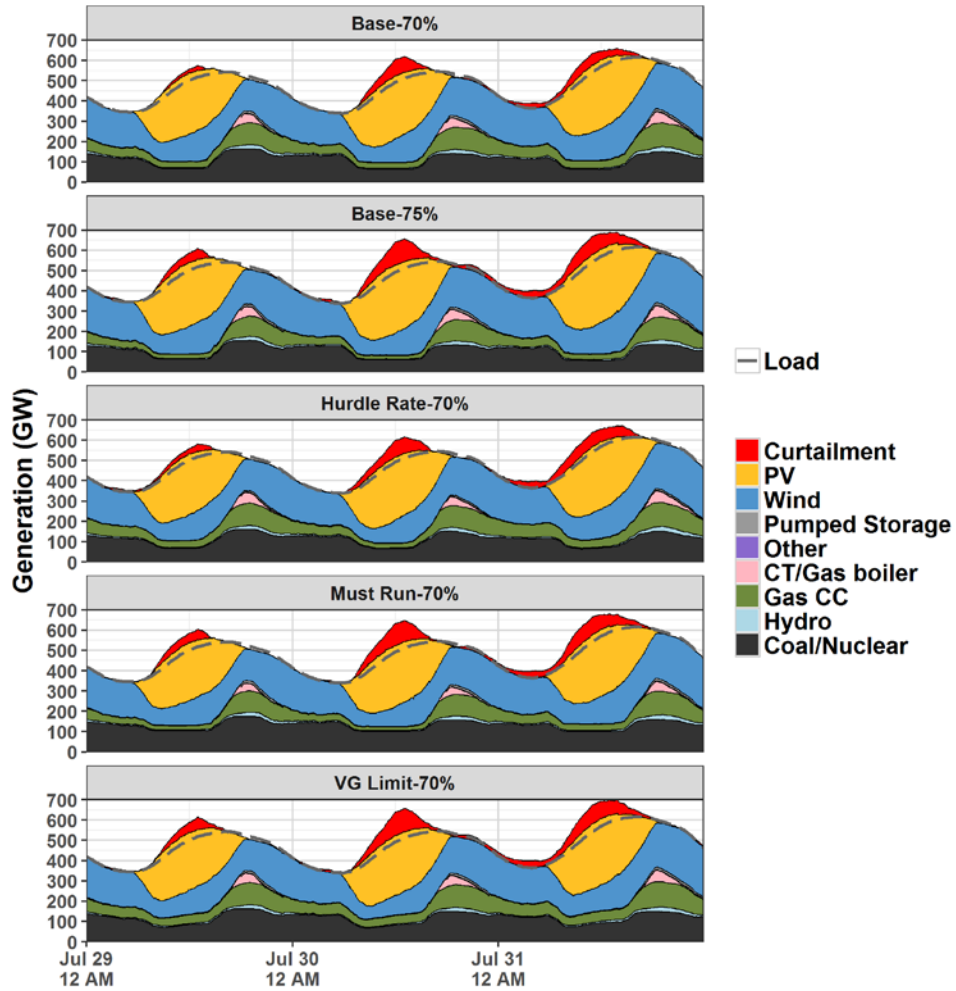 Base-70%
700
600
500
400
300
200
100
0
Base-75%
700
600
500
400
300
200
100
0
Hurdle Rate-70%
700
600
500
400
300
200
100
0
Must Run-70%
700
600
500
400
300
200
100
0
VG Limit-70%
700
600
500
400
300
200
100
0
Generation (GW)
Jul 29
12 AM
Jul 30
12 AM
Jul 31
12 AM
Load
Curtailment
PV
Wind
Pumped Storage
Other
CT/Gas boiler
Gas CC
Hydro
Coal/Nuclear